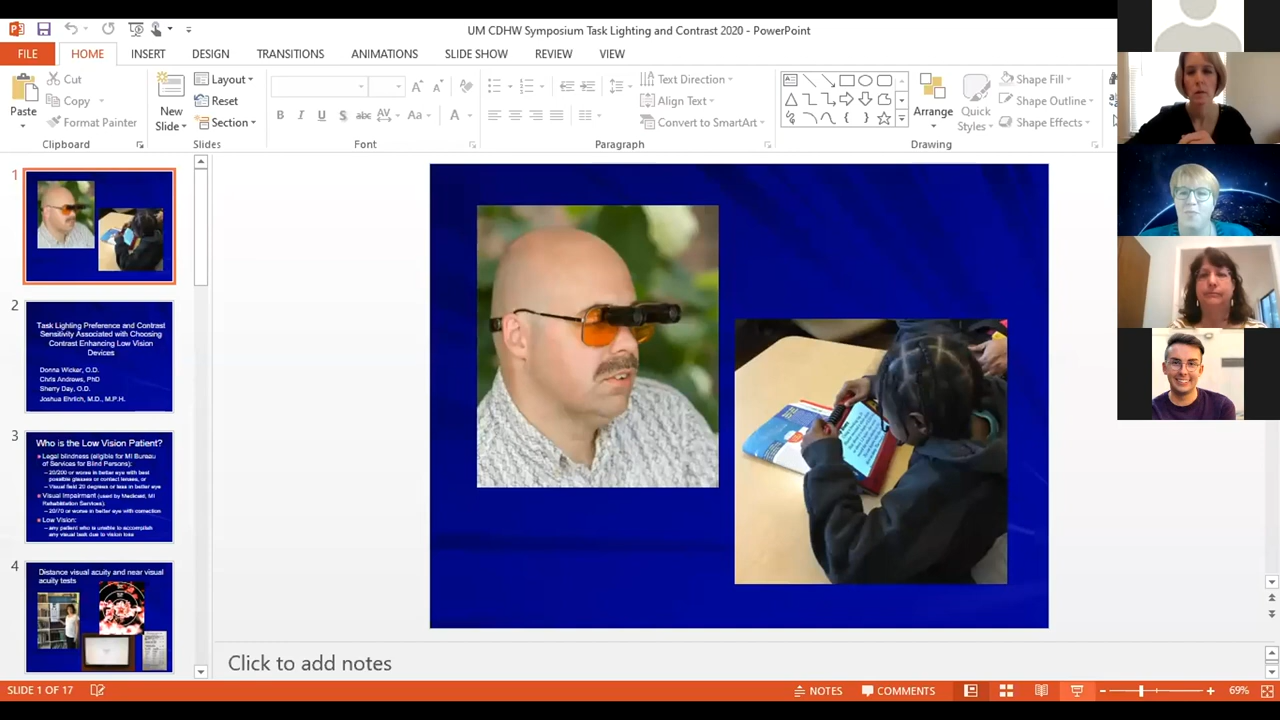 UM CDHW Symposium Task Lighting and Contrast 2020 - PowerPoint
FILE HOME INSERT DESIGN TRANSITIONS ANIMATIONS SLIDE SHOW REVIEW VIEW
Paste
Cut
Copy
Format Painter
Clipboard
New Slide
Layout
Reset
Section
Slides
B I U S abc AV Aa A
Font
Text Direction
Align Text
Convert to SmartArt
Paragraph
Arrange
Quick Styles
Shape Fill
Shape Outline
Shape Effects
Drawing
1
2
Task Lighting Preference and Contrast
Sensitivity Associated with Choosing
Contrast Enhancing Low Vision
Devices
Donna Wicker, O.D.
Chris Andrews, PhD
Sherry Day, O.D.
Joshua Ehrlich, M.D., M.P.H.
3
Who is the Low Vision Patient?
Legal blindness (eligible for MI Bureau
of Services for Blind Persons):
– 20/200 or worse in better eye with best
possible glasses or contact lenses, or
– Visual field 20 degrees or less in better eye
Visual Impairment (used by Medicaid, MI
Rehabilitation Services):
– 20/70 or worse in better eye with correction
Low Vision:
– any patient who is unable to accomplish
any visual task due to vision loss
4
Distance visual acuity and near visual
acuity tests
Click to add notes
SLIDE 1 OF 17
NOTES
COMMENTS
69%